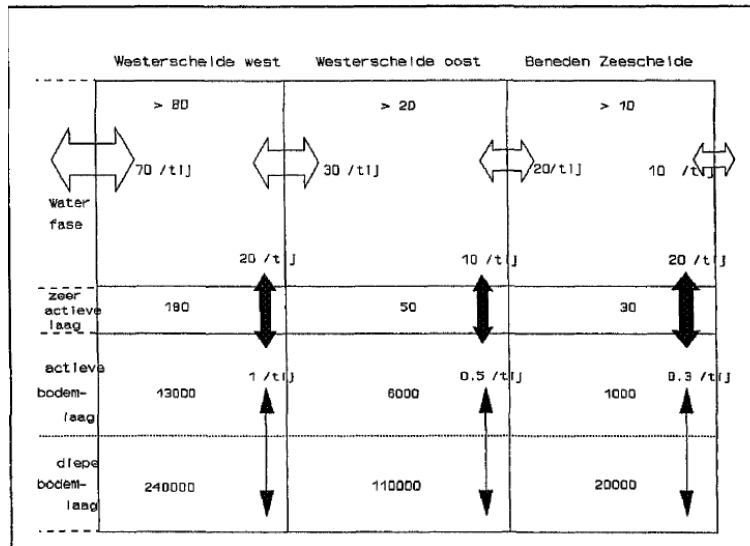 Westerschelde west Westerschelde oost Beneden Zeeschelde
> 80 > 20 > 10
70 /tij 30 /tij 20/tij 10 /tij
Water
fase
20 /tij 10 /tij 20 /tij
zeer
actieve
laag
180 50 30
actieve
bodem-
laag
1 /tij 0.5 /tij 0.3 /tij
13000 6000 1000
diepe
bodem-
laag
240000 110000 20000